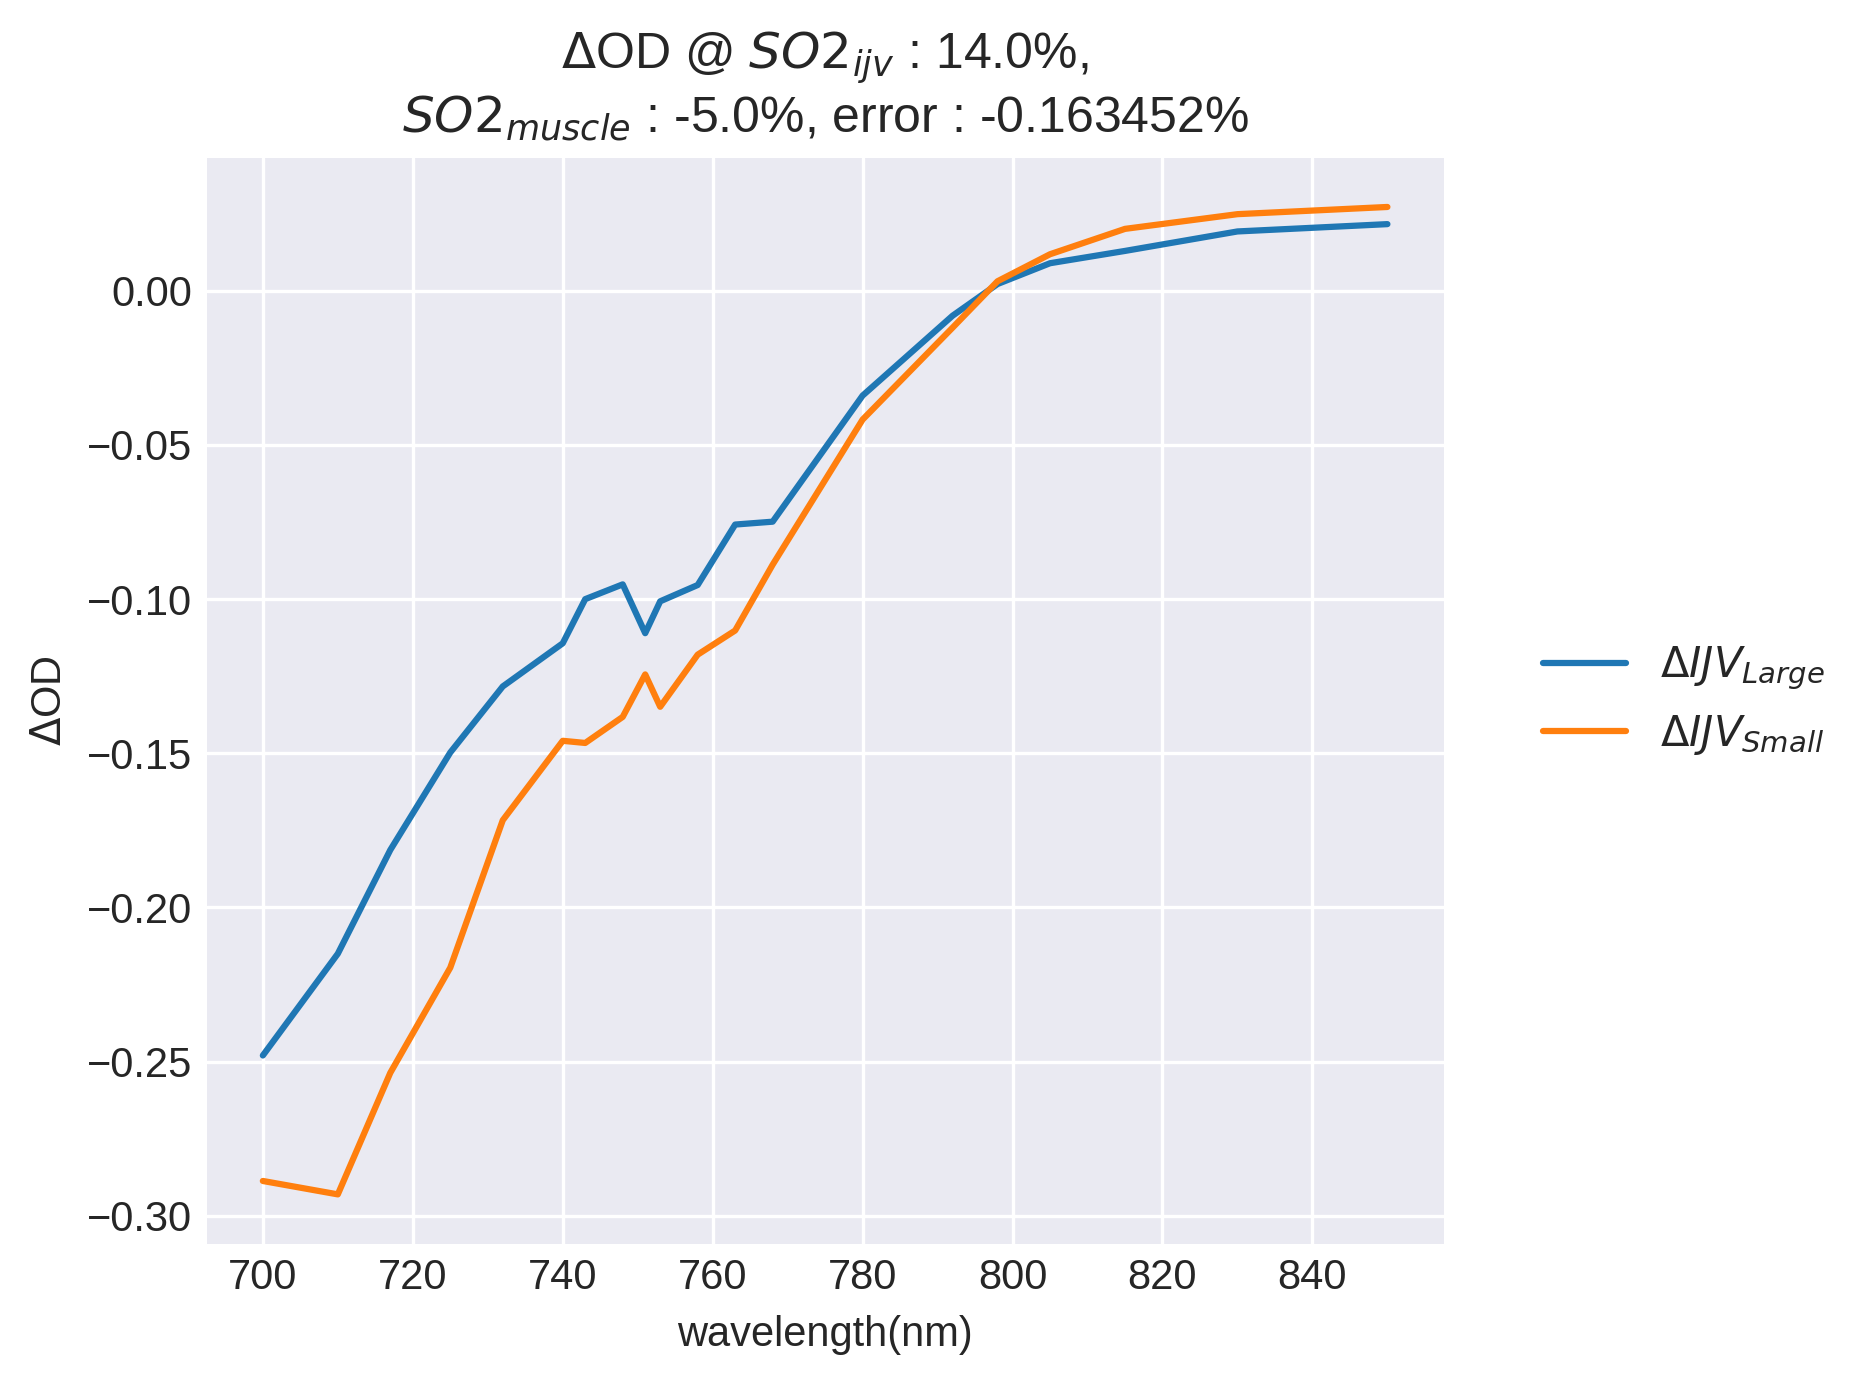 ΔOD @ SO2ijv : 14.0%,
SO2muscle : -5.0%, error : -0.163452%
0.00
−0.05
−0.10
−0.15
−0.20
−0.25
−0.30
ΔOD
700 720 740 760 780 800 820 840
wavelength(nm)
ΔIJVLarge
ΔIJVSmall